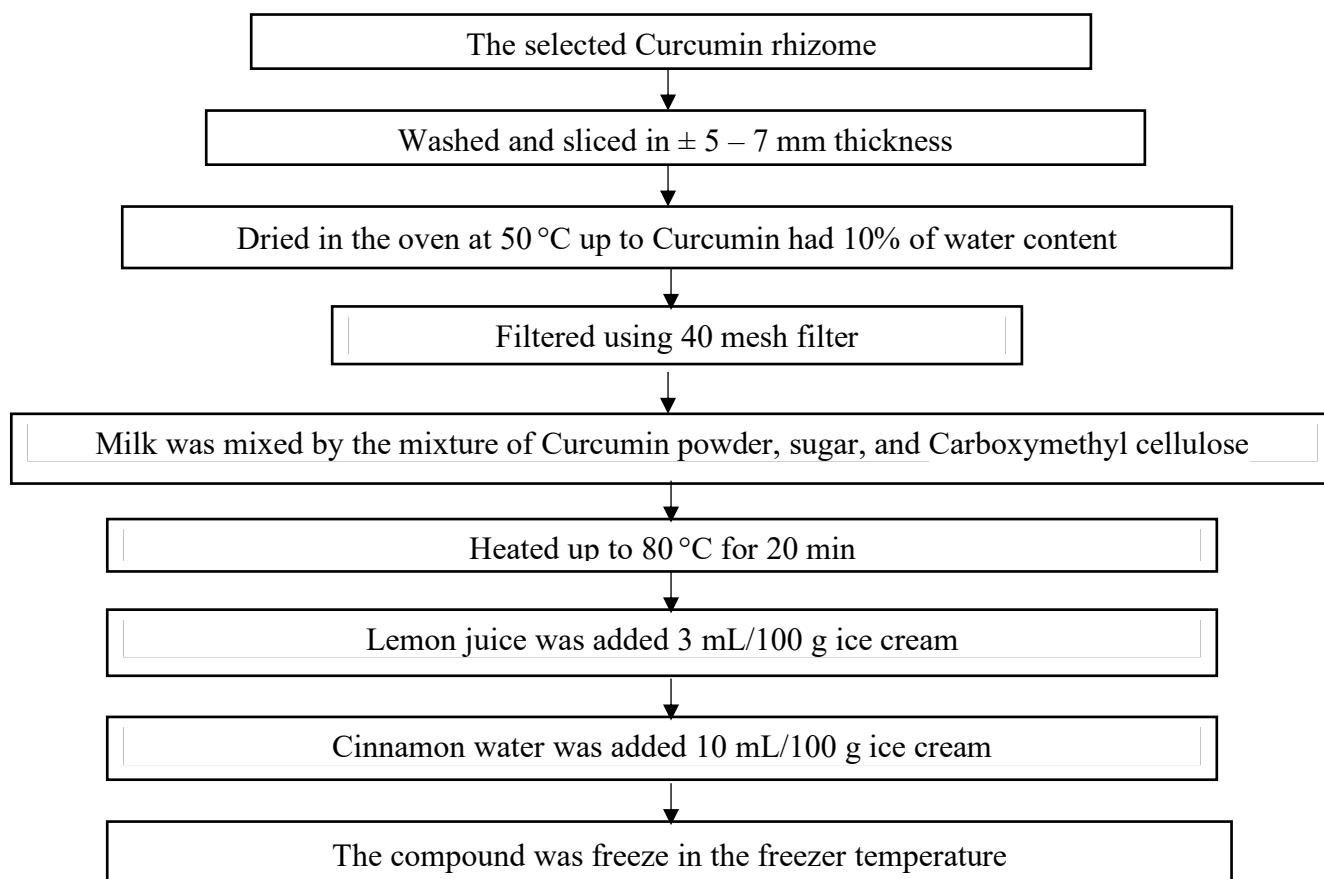 The selected Curcumin rhizome
Washed and sliced in ± 5 – 7 mm thickness
Dried in the oven at 50 °C up to Curcumin had 10% of water content
Filtered using 40 mesh filter
Milk was mixed by the mixture of Curcumin powder, sugar, and Carboxymethyl cellulose
Heated up to 80 °C for 20 min
Lemon juice was added 3 mL/100 g ice cream
Cinnamon water was added 10 mL/100 g ice cream
The compound was freeze in the freezer temperature